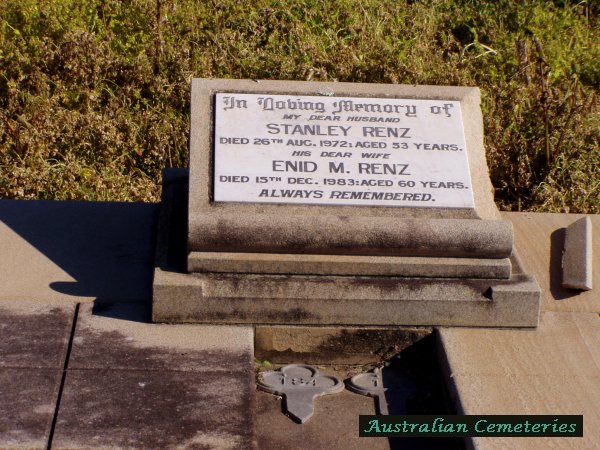 In Loving Memory of
MY DEAR HUSBAND
STANLEY RENZ
DIED 26TH AUG. 1972: AGED 53 YEARS.
HIS DEAR WIFE
ENID M. RENZ
DIED 15TH DEC. 1983: AGED 60 YEARS.
ALWAYS REMEMBERED.
Australian Cemeteries